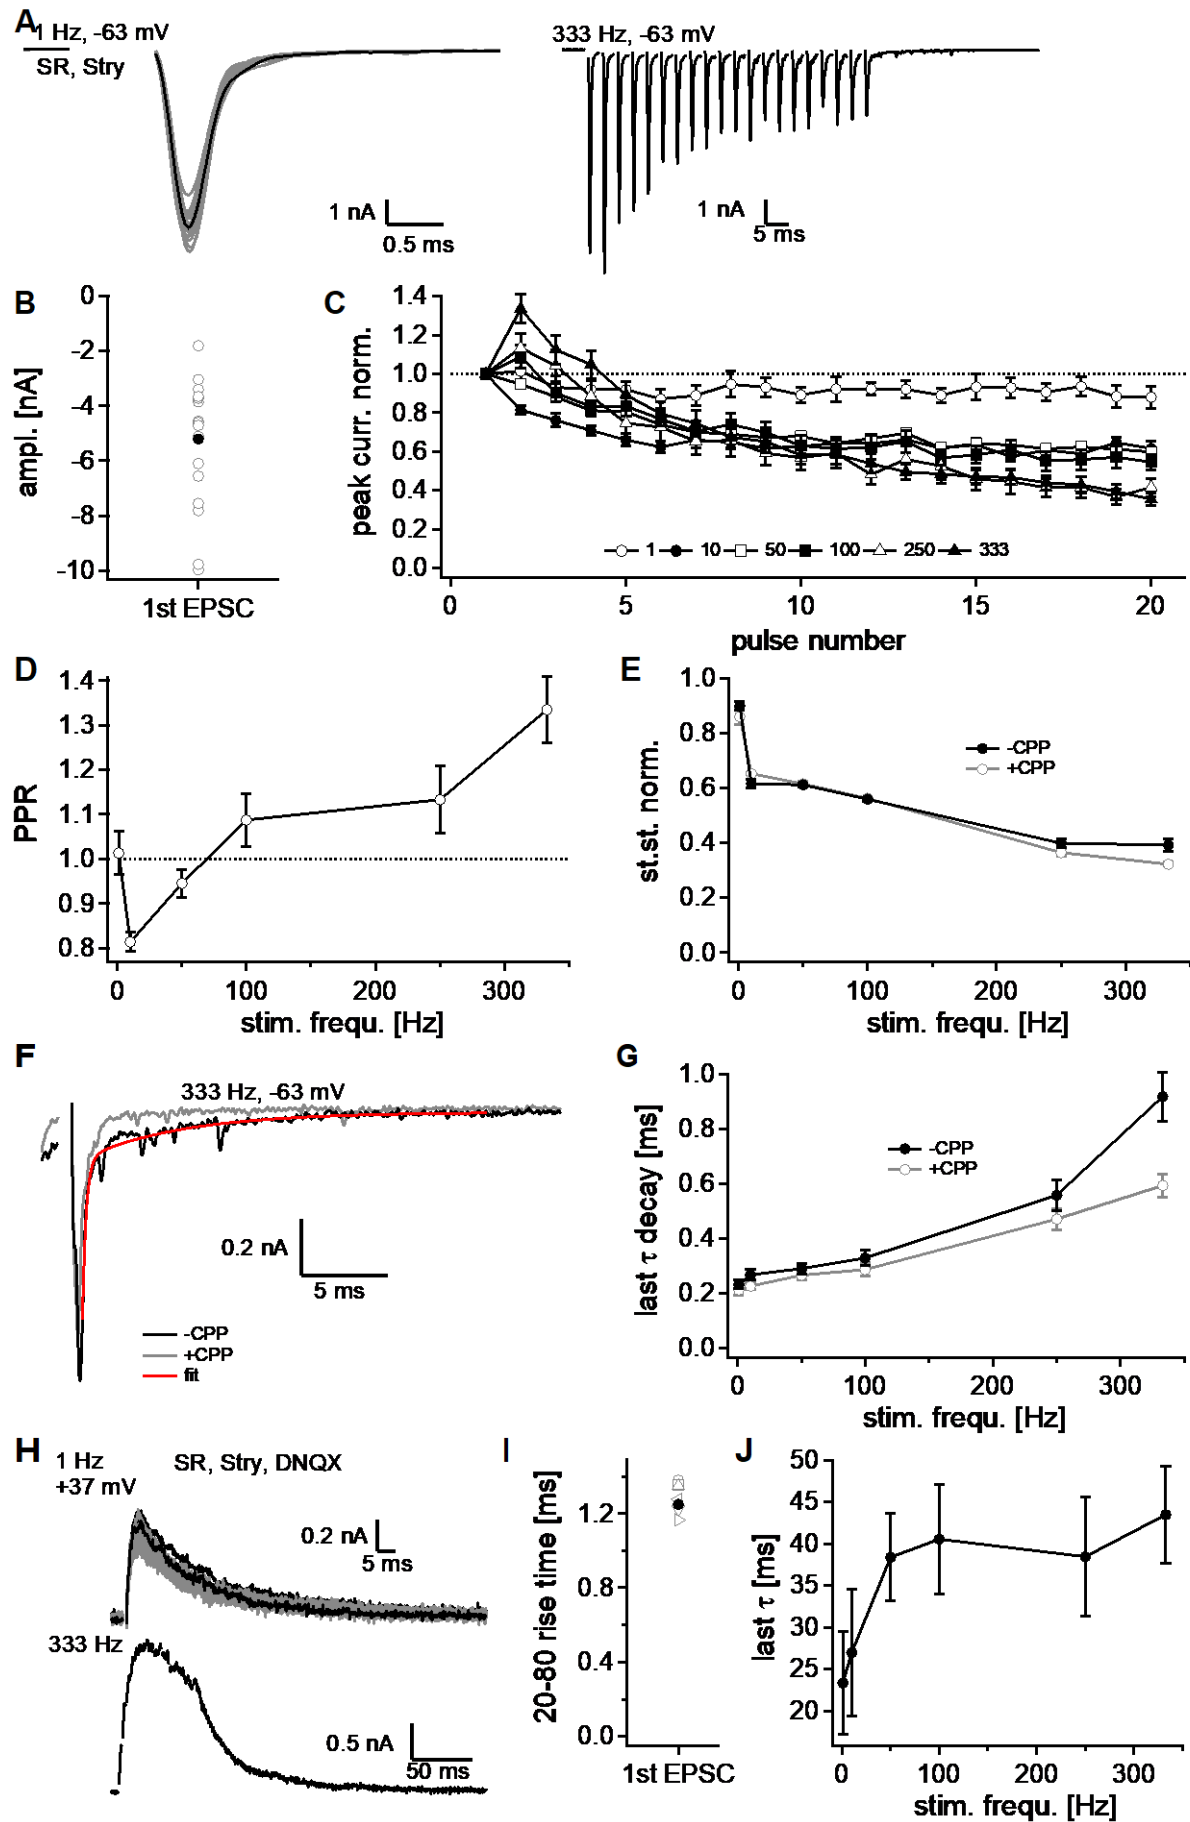 A
1 Hz, -63 mV
SR, Stry
1 nA
0.5 ms
333 Hz, -63 mV
1 nA
5 ms
B
0
-2
-4
-6
-8
-10
ampl. [nA]
1st EPSC
C
1.4
1.2
1.0
0.8
0.6
0.4
0.2
0.0
peak curr. norm.
1 10 50 100 250 333
0 5 10 15 20
pulse number
D
1.4
1.3
1.2
1.1
1.0
0.9
0.8
PPR
0 100 200 300
stim. frequ. [Hz]
E
1.0
0.8
0.6
0.4
0.2
0.0
st.st. norm.
-CPP
+CPP
0 100 200 300
stim. frequ. [Hz]
F
333 Hz, -63 mV
0.2 nA
5 ms
-CPP
+CPP
fit
G
1.0
0.8
0.6
0.4
0.2
0.0
last τ decay [ms]
-CPP
+CPP
0 100 200 300
stim. frequ. [Hz]
H
1 Hz
+37 mV
SR, Stry, DNQX
0.2 nA
5 ms
333 Hz
0.5 nA
50 ms
I
1.2
0.8
0.4
0.0
20-80 rise time [ms]
1st EPSC
J
50
45
40
35
30
25
20
last τ [ms]
0 100 200 300
stim. frequ. [Hz]